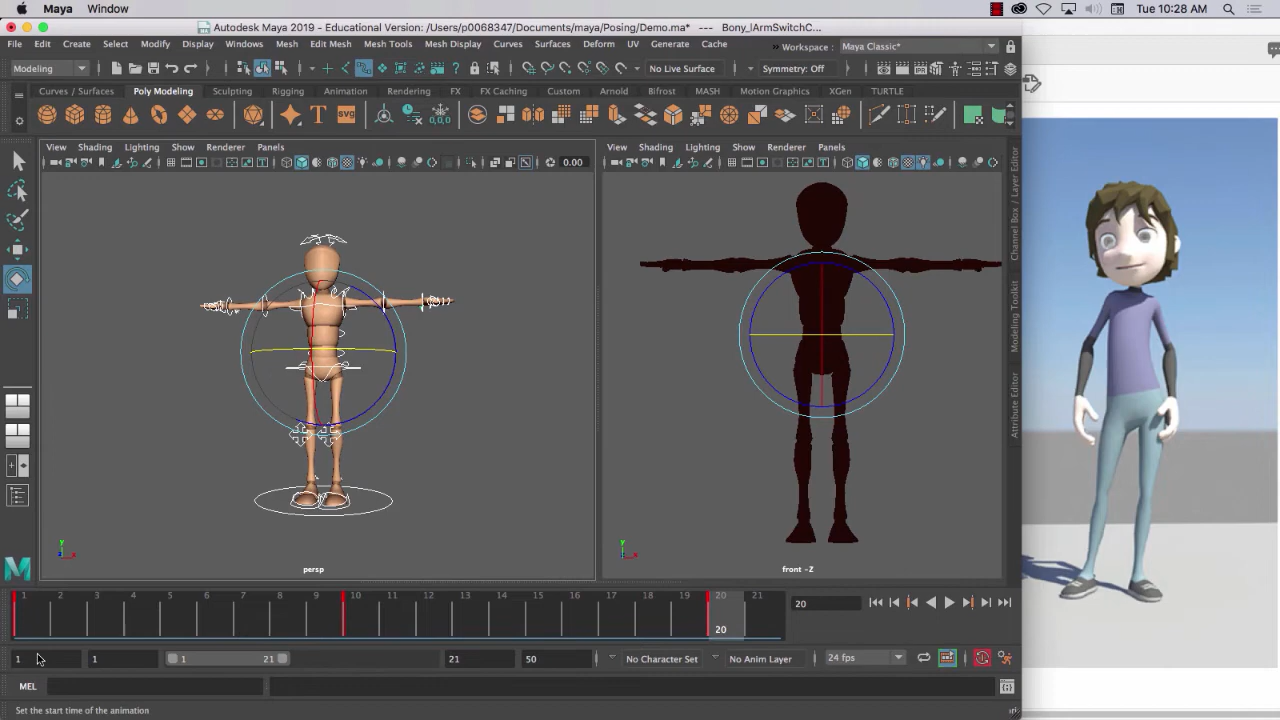 Maya Window Tue 10:28 AM
Autodesk Maya 2019 - Educational Version: /Users/p0068347/Documents/maya/Posing/Demo.ma* --- Bony_lArmSwitchC...
File Edit Create Select Modify Display Windows Mesh Edit Mesh Mesh Tools Mesh Display Curves Surfaces Deform UV Generate Cache
Workspace : Maya Classic*
Modeling No Live Surface Symmetry: Off
Curves / Surfaces Poly Modeling Sculpting Rigging Animation Rendering FX FX Caching Custom Arnold Bifrost MASH Motion Graphics XGen TURTLE
T SVG 0,0,0
View Shading Lighting Show Renderer Panels
0.00
View Shading Lighting Show Renderer Panels
Channel Box / Layer Editor
Modeling Toolkit
Attribute Editor
y
x
persp
y
x
front -Z
1 2 3 4 5 6 7 8 9 10 11 12 13 14 15 16 17 18 19 20 21
20
20
1 1 1 21 21 50 No Character Set No Anim Layer 24 fps
MEL
Set the start time of the animation